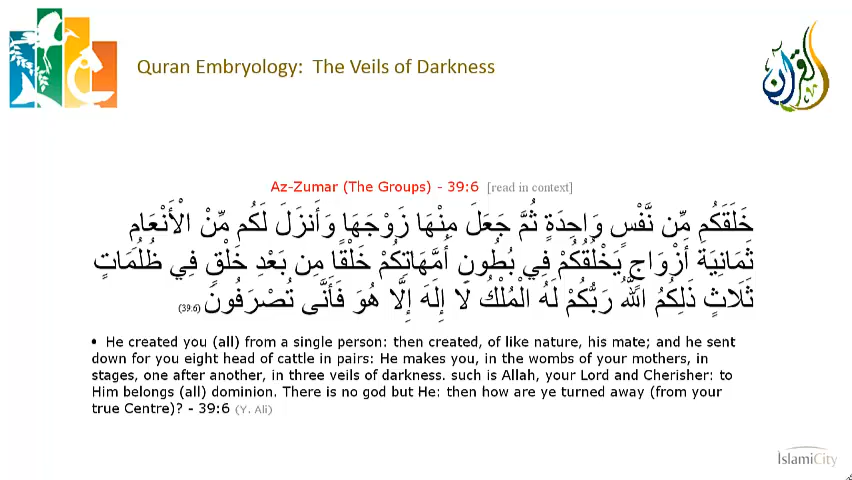 Quran Embryology: The Veils of Darkness
القرآن
Az-Zumar (The Groups) - 39:6 [read in context]
خَلَقَكُم مِّن نَّفْسٍ وَاحِدَةٍ ثُمَّ جَعَلَ مِنْهَا زَوْجَهَا وَأَنزَلَ لَكُم مِّنْ الْأَنْعَامِ
ثَمَانِيَةَ أَزْوَاجٍ يَخْلُقُكُمْ فِي بُطُونِ أُمَّهَاتِكُمْ خَلْقًا مِن بَعْدِ خَلْقٍ فِي ظُلُمَاتٍ
ثَلَاثٍ ذَلِكُمُ اللَّهُ رَبُّكُمْ لَهُ الْمُلْكُ لَا إِلَهَ إِلَّا هُوَ فَأَنَّى تُصْرَفُونَ (39:6)
• He created you (all) from a single person: then created, of like nature, his mate; and he sent
down for you eight head of cattle in pairs: He makes you, in the wombs of your mothers, in
stages, one after another, in three veils of darkness. such is Allah, your Lord and Cherisher: to
Him belongs (all) dominion. There is no god but He: then how are ye turned away (from your
true Centre)? - 39:6 (Y. Ali)
IslamiCity